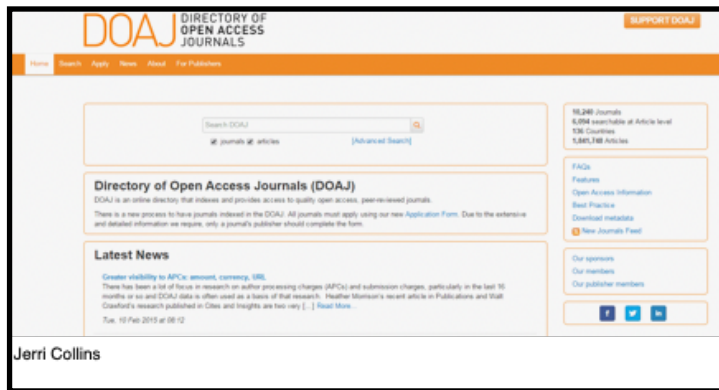 DOAJ
DIRECTORY OF
OPEN ACCESS
JOURNALS
SUPPORT DOAJ
Home Search Apply News About For Publishers
Search DOAJ
journals articles [Advanced Search]
Directory of Open Access Journals (DOAJ)
DOAJ is an online directory that indexes and provides access to quality open access, peer-reviewed journals.
There is a new process to have journals indexed in the DOAJ. All journals must apply using our new Application Form. Due to the extensive
and detailed information we require, only a journal's publisher should complete the form.
Latest News
Greater visibility to APCs: amount, currency, URL
There has been a lot of focus in research on author processing charges (APCs) and submission charges, particularly in the last 16
months or so and DOAJ data is often used as a basis of that research. Heather Morrison's recent article in Publications and Walt
Crawford's research published in Cites and Insights are two very [...] Read More...
Tue, 10 Feb 2015 at 08:12
10,240 Journals
6,094 searchable at Article level
136 Countries
Articles
FAQs
Features
Open Access Information
Best Practice
Download metadata
New Journals Feed
Our sponsors
Our members
Our publisher members
Jerri Collins